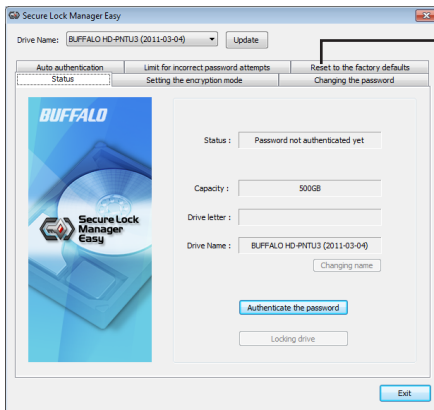 Secure Lock Manager Easy
Drive Name: BUFFALO HD-PNTU3 (2011-03-04) Update
Auto authentication Limit for incorrect password attempts Reset to the factory defaults
Status Setting the encryption mode Changing the password
BUFFALO
Secure Lock
Manager
Easy
Status : Password not authenticated yet
Capacity : 500GB
Drive letter :
Drive Name : BUFFALO HD-PNTU3 (2011-03-04)
Changing name
Authenticate the password
Locking drive
Exit